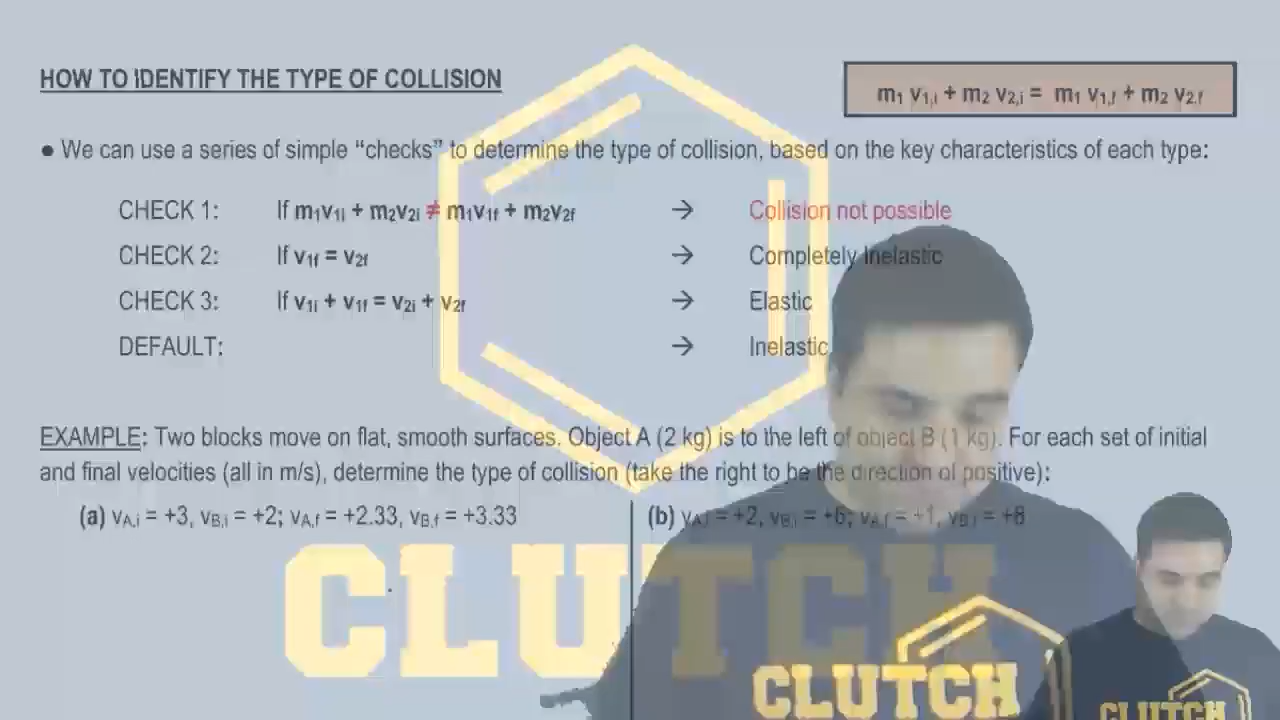 HOW TO IDENTIFY THE TYPE OF COLLISION
m₁ v₁,ᵢ + m₂ v₂,ᵢ = m₁ v₁,f + m₂ v₂,f
● We can use a series of simple “checks” to determine the type of collision, based on the key characteristics of each type:
CHECK 1: If m₁v₁ᵢ + m₂v₂ᵢ ≠ m₁v₁f + m₂v₂f → Collision not possible
CHECK 2: If v₁f = v₂f → Completely Inelastic
CHECK 3: If v₁ᵢ + v₁f = v₂ᵢ + v₂f → Elastic
DEFAULT: → Inelastic
EXAMPLE: Two blocks move on flat, smooth surfaces. Object A (2 kg) is to the left of object B (1 kg). For each set of initial
and final velocities (all in m/s), determine the type of collision (take the right to be the direction of positive):
(a) vA,i = +3, vB,i = +2; vA,f = +2.33, vB,f = +3.33
(b) vA,i = +2, vB,i = +6; vA,f = +1, vB,f = +8
CLUTCH
CLUTCH
CLUTCH